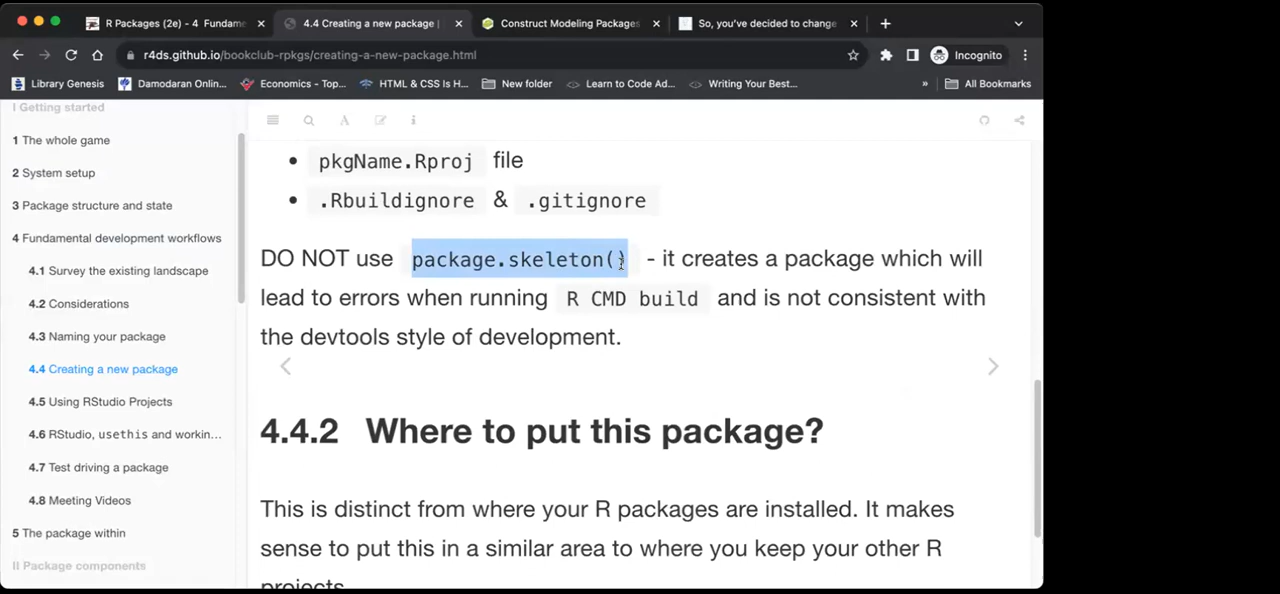 R Packages (2e) - 4 Fundame
4.4 Creating a new package |
Construct Modeling Packages
So, you've decided to change
r4ds.github.io/bookclub-rpkgs/creating-a-new-package.html
Incognito
Library Genesis
Damodaran Onlin...
Economics - Top...
HTML & CSS Is H...
New folder
Learn to Code Ad...
Writing Your Best...
»
All Bookmarks
I Getting started
1 The whole game
2 System setup
3 Package structure and state
4 Fundamental development workflows
4.1 Survey the existing landscape
4.2 Considerations
4.3 Naming your package
4.4 Creating a new package
4.5 Using RStudio Projects
4.6 RStudio, usethis and workin...
4.7 Test driving a package
4.8 Meeting Videos
5 The package within
II Package components
• pkgName.Rproj file
• .Rbuildignore & .gitignore
DO NOT use package.skeleton() - it creates a package which will
lead to errors when running R CMD build and is not consistent with
the devtools style of development.
4.4.2 Where to put this package?
This is distinct from where your R packages are installed. It makes
sense to put this in a similar area to where you keep your other R
projects.